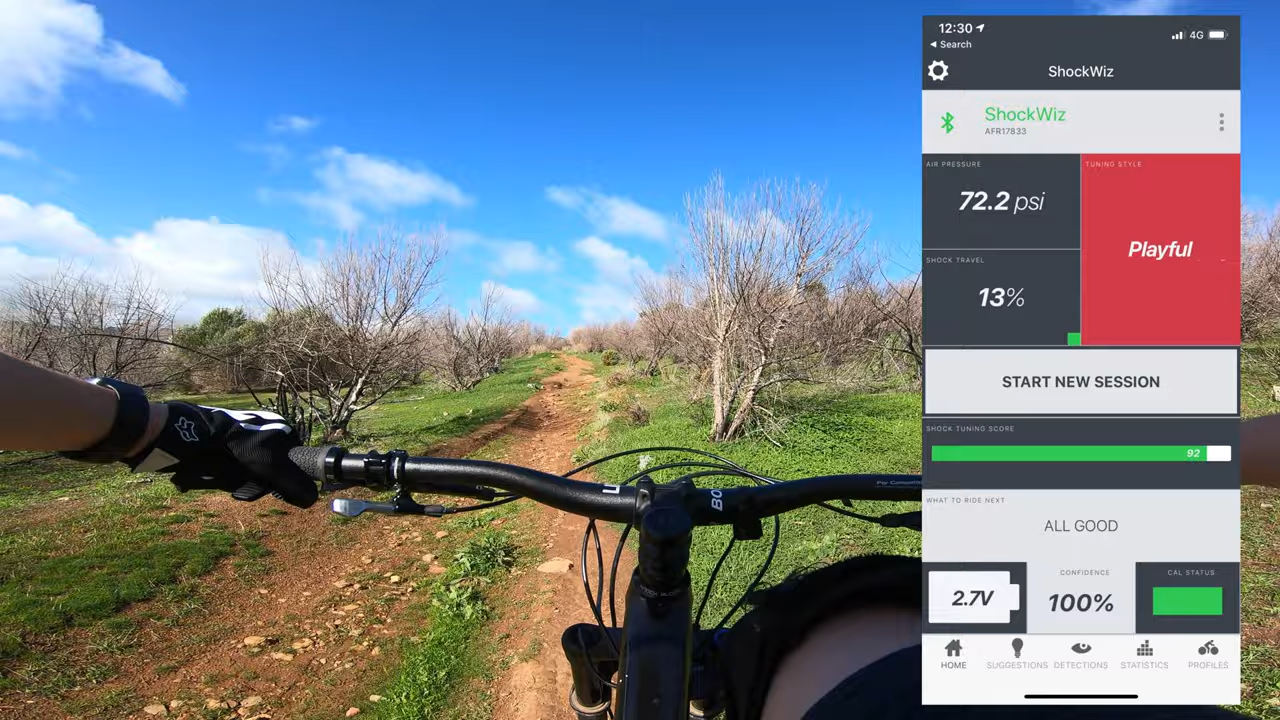 12:30
4G
Search
ShockWiz
ShockWiz
AFR17833
AIR PRESSURE
72.2 psi
TUNING STYLE
Playful
SHOCK TRAVEL
13%
START NEW SESSION
SHOCK TUNING SCORE
92
WHAT TO RIDE NEXT
ALL GOOD
2.7V
CONFIDENCE
100%
CAL STATUS
HOME
SUGGESTIONS
DETECTIONS
STATISTICS
PROFILES